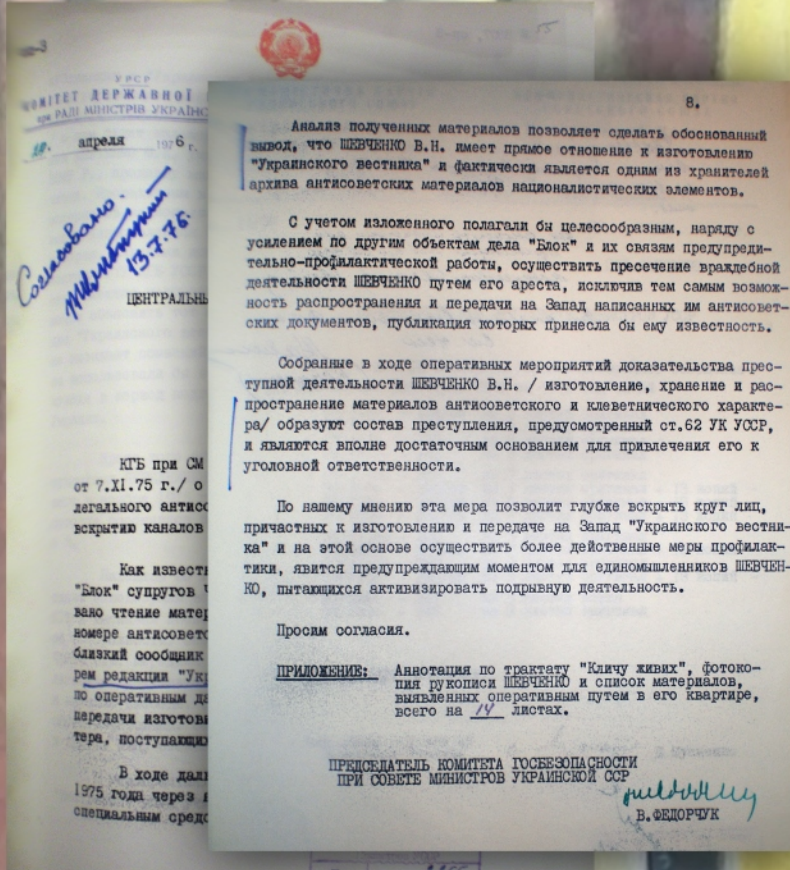 УРСР
КОМІТЕТ ДЕРЖАВНОЇ
при РАДІ МІНІСТРІВ УКРАЇНС
апреля 1976 г.
Согласовано.
13.7.76.
ЦЕНТРАЛЬНЫ
КГБ при СМ
от 7.XI.75 г./ о
легального антисо
вскрытию каналов
Как известн
"Блок" супругов
вано чтение матер
номере антисоветс
близкий сообщник
рем редакции "Укр
по оперативным да
передачи изготовл
тера, поступающих
В ходе даль
1975 года через
специальным средс
8.
Анализ полученных материалов позволяет сделать обоснованный
вывод, что ШЕВЧЕНКО В.Н. имеет прямое отношение к изготовлению
"Украинского вестника" и фактически является одним из хранителей
архива антисоветских материалов националистических элементов.
С учетом изложенного полагали бы целесообразным, наряду с
усилением по другим объектам дела "Блок" и их связям предупреди-
тельно-профилактической работы, осуществить пресечение враждебной
деятельности ШЕВЧЕНКО путем его ареста, исключив тем самым возмож-
ность распространения и передачи на Запад написанных им антисовет-
ских документов, публикация которых принесла бы ему известность.
Собранные в ходе оперативных мероприятий доказательства прес-
тупной деятельности ШЕВЧЕНКО В.Н. / изготовление, хранение и рас-
пространение материалов антисоветского и клеветнического характе-
ра/ образуют состав преступления, предусмотренный ст.62 УК УССР,
и являются вполне достаточным основанием для привлечения его к
уголовной ответственности.
По нашему мнению эта мера позволит глубже вскрыть круг лиц,
причастных к изготовлению и передаче на Запад "Украинского вестни-
ка" и на этой основе осуществить более действенные меры профилак-
тики, явится предупреждающим моментом для единомышленников ШЕВЧЕН-
КО, пытающихся активизировать подрывную деятельность.
Просим согласия.
ПРИЛОЖЕНИЕ: Аннотация по трактату "Кличу живих", фотоко-
пия рукописи ШЕВЧЕНКО и список материалов,
выявленных оперативным путем в его квартире,
всего на 14 листах.
ПРЕДСЕДАТЕЛЬ КОМИТЕТА ГОСБЕЗОПАСНОСТИ
ПРИ СОВЕТЕ МИНИСТРОВ УКРАИНСКОЙ ССР
В.ФЕДОРЧУК